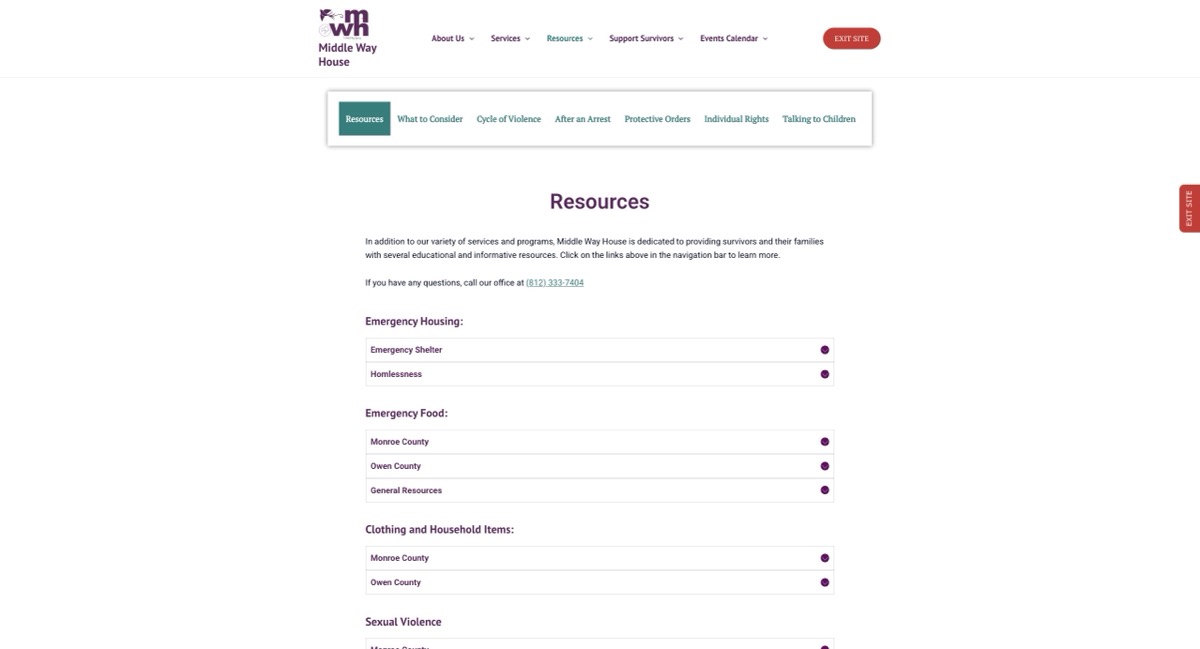 mwh
Middle Way
House
About Us
Services
Resources
Support Survivors
Events Calendar
EXIT SITE
Resources
What to Consider
Cycle of Violence
After an Arrest
Protective Orders
Individual Rights
Talking to Children
EXIT SITE
Resources
In addition to our variety of services and programs, Middle Way House is dedicated to providing survivors and their families
with several educational and informative resources. Click on the links above in the navigation bar to learn more.
If you have any questions, call our office at (812) 333-7404
Emergency Housing:
Emergency Shelter
Homlessness
Emergency Food:
Monroe County
Owen County
General Resources
Clothing and Household Items:
Monroe County
Owen County
Sexual Violence
Monroe County